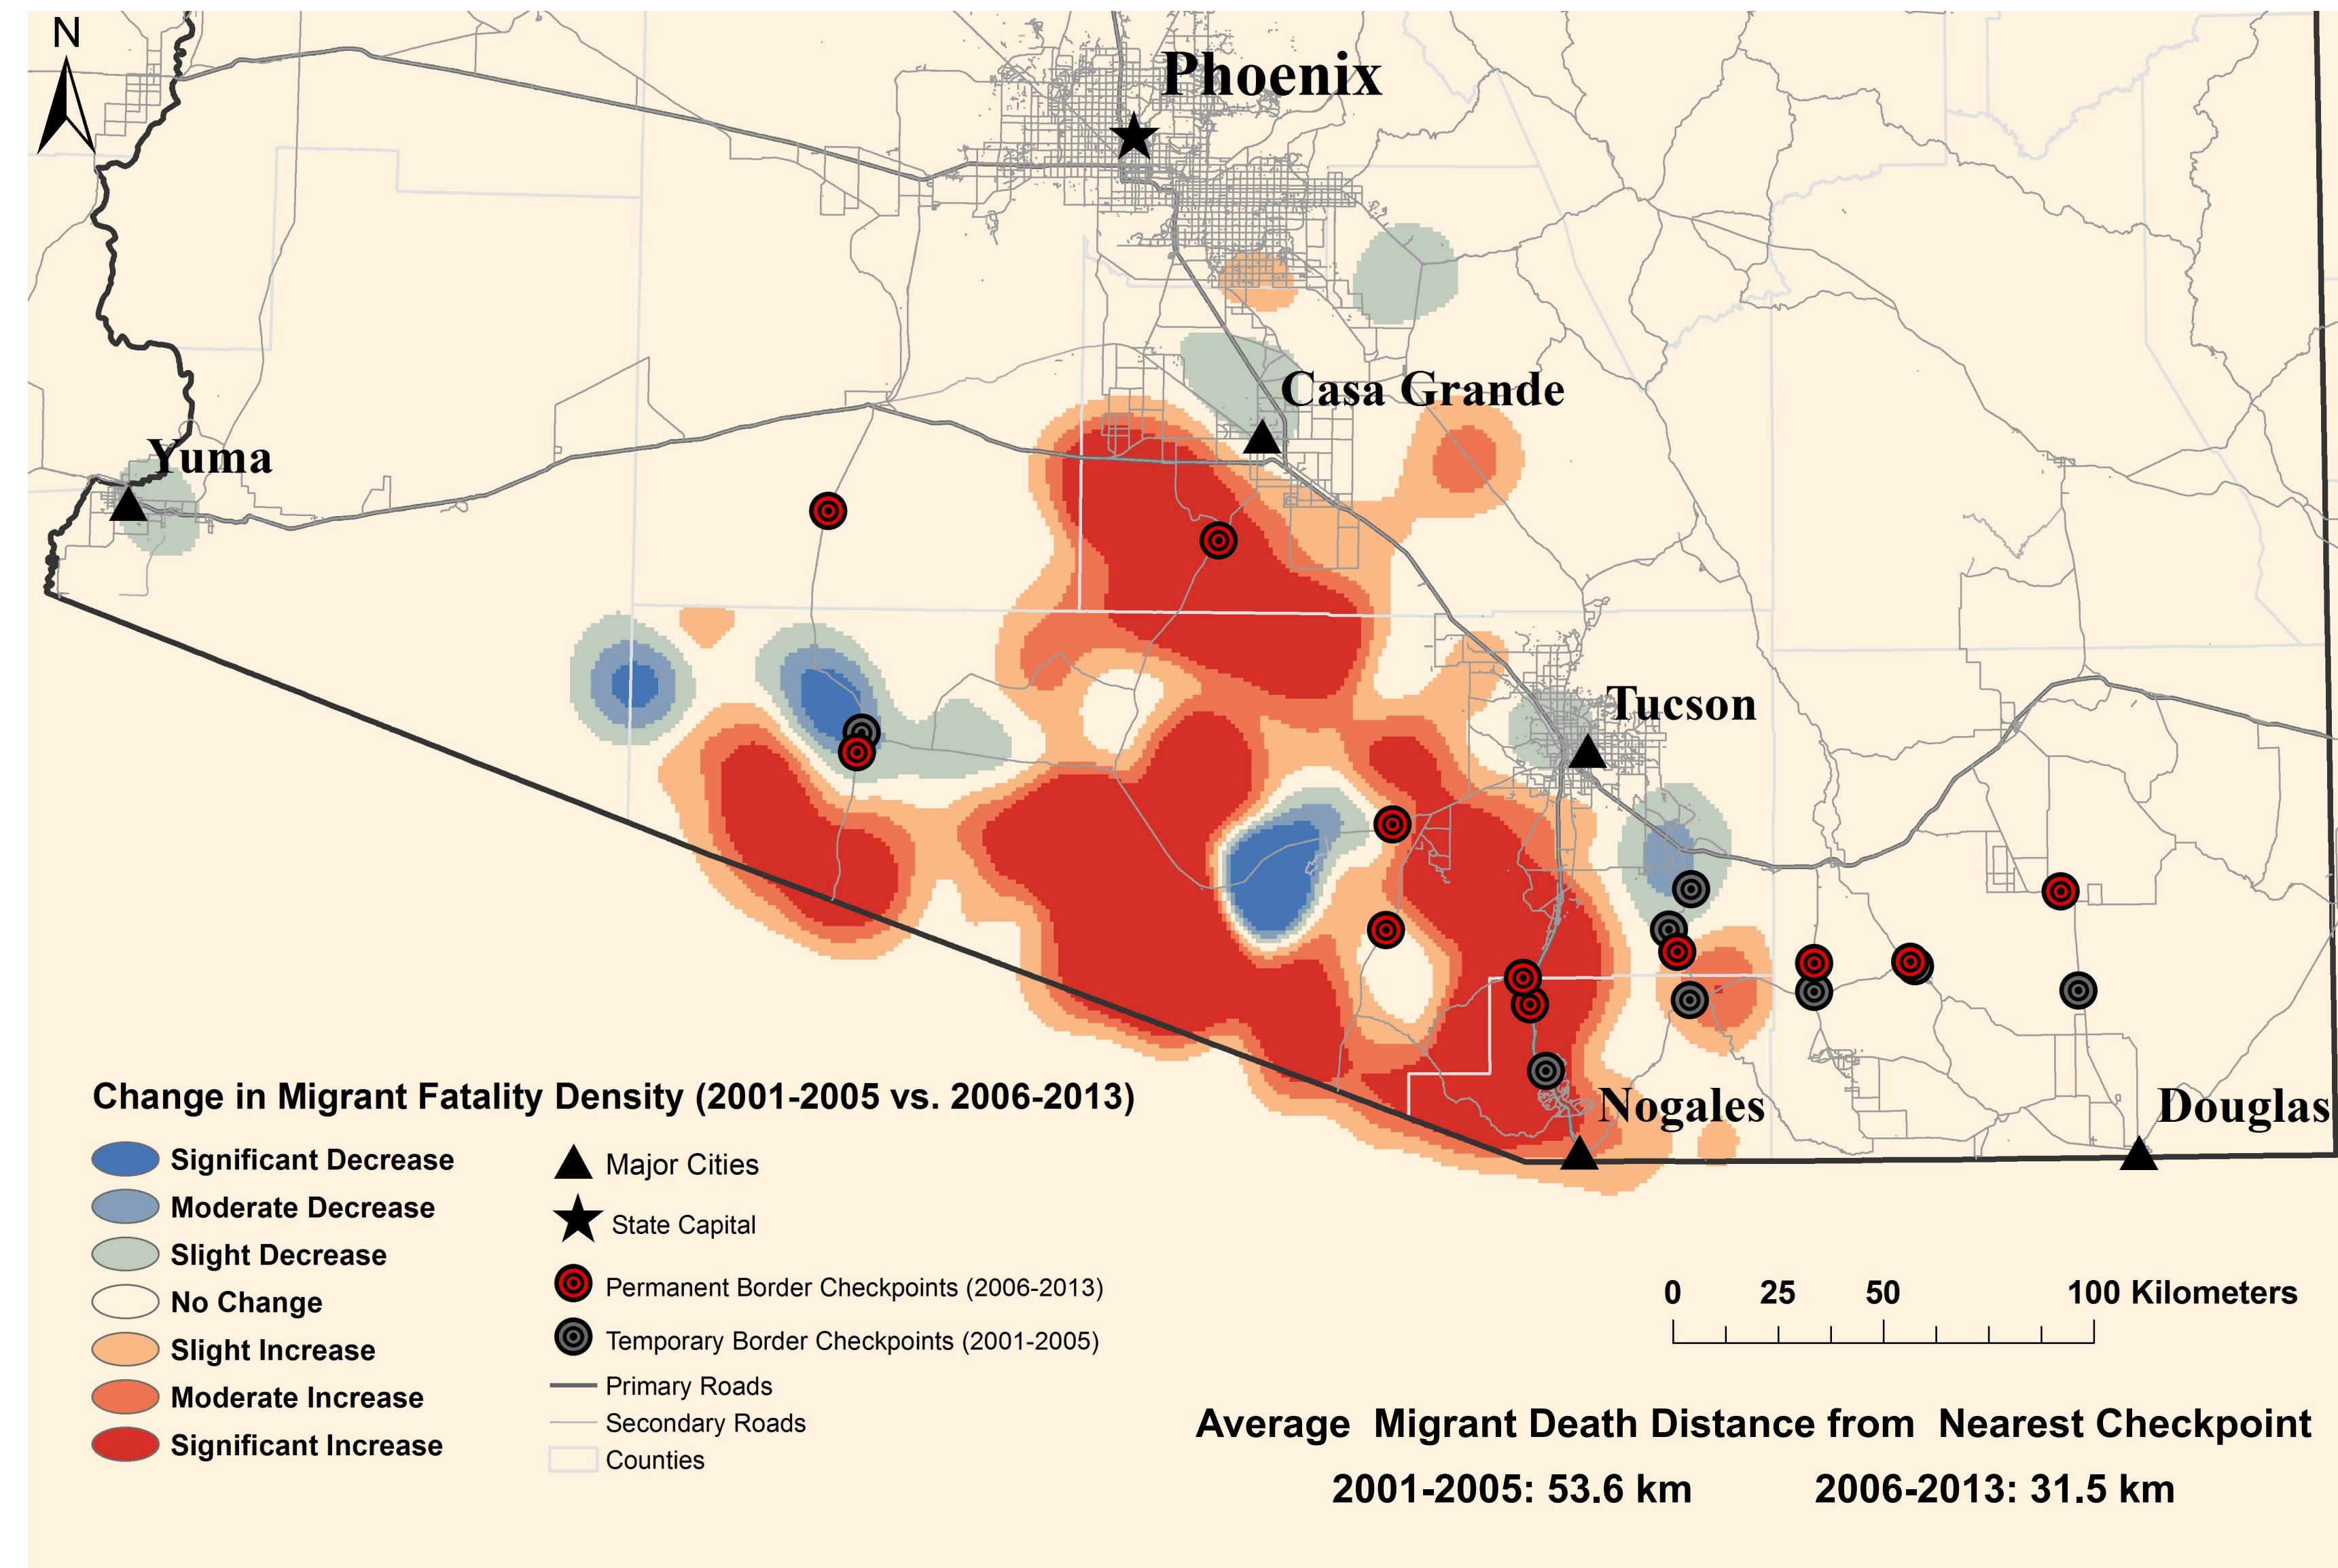 N
Phoenix
Casa Grande
Yuma
Tucson
Nogales
Douglas
Change in Migrant Fatality Density (2001-2005 vs. 2006-2013)
Significant Decrease
Moderate Decrease
Slight Decrease
No Change
Slight Increase
Moderate Increase
Significant Increase
Major Cities
State Capital
Permanent Border Checkpoints (2006-2013)
Temporary Border Checkpoints (2001-2005)
Primary Roads
Secondary Roads
Counties
0 25 50 100 Kilometers
Average Migrant Death Distance from Nearest Checkpoint
2001-2005: 53.6 km 2006-2013: 31.5 km